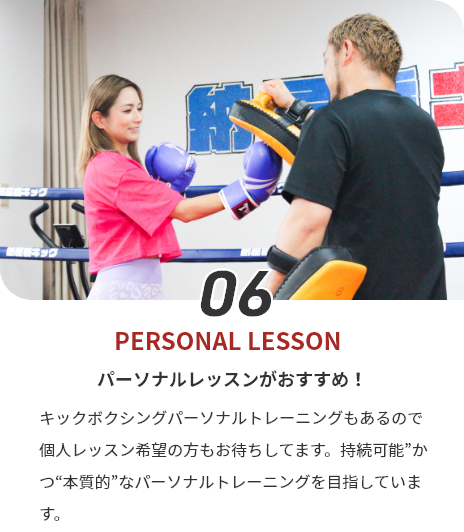 06
PERSONAL LESSON
パーソナルレッスンがおすすめ！
キックボクシングパーソナルトレーニングもあるので
個人レッスン希望の方もお待ちしてます。持続可能”か
つ“本質的”なパーソナルトレーニングを目指していま
す。